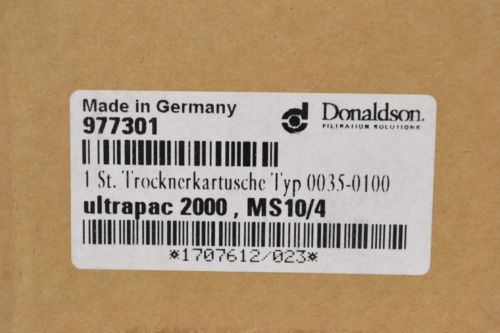 Made in Germany
977301
Donaldson.
FILTRATION SOLUTIONS
1 St. Trocknerkartusche Typ 0035-0100
ultrapac 2000 , MS10/4
*1707612/023*